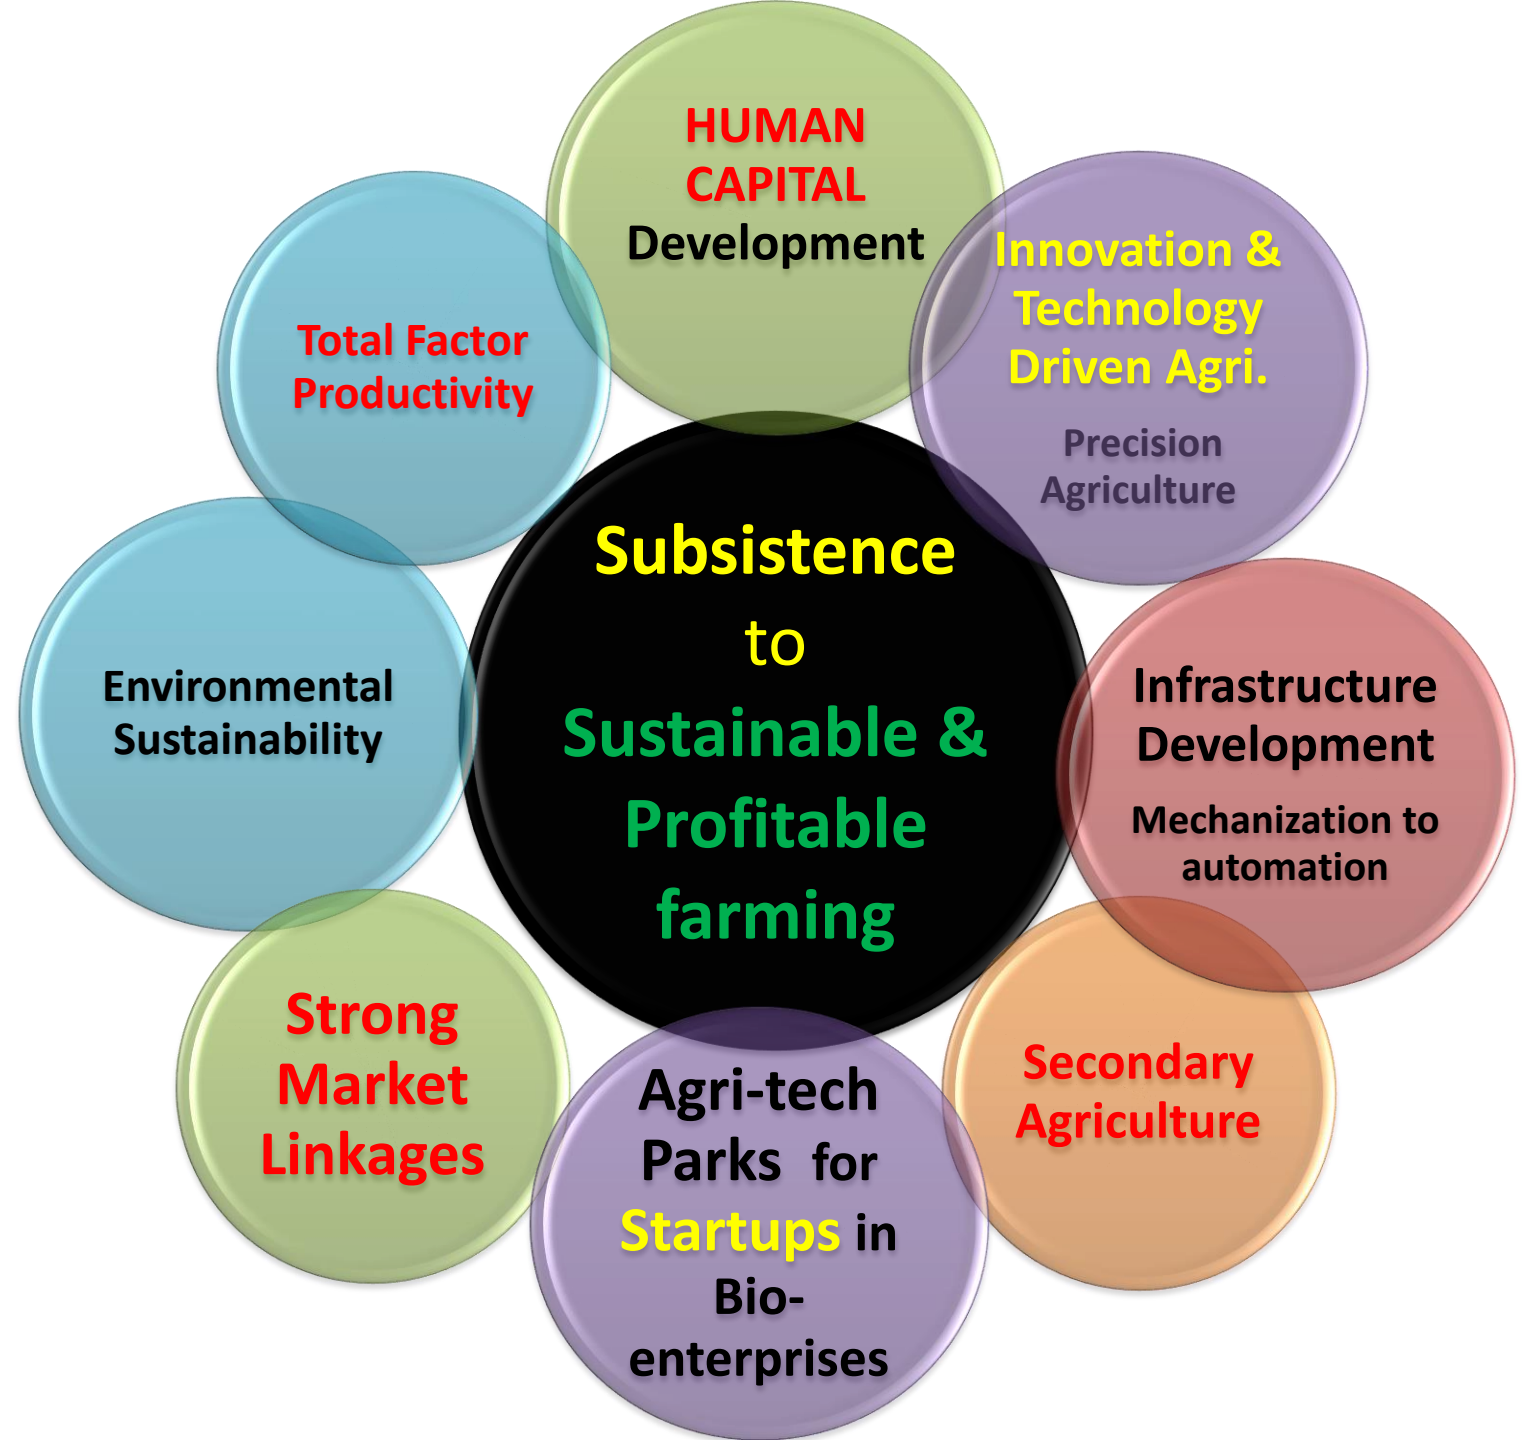 HUMAN
CAPITAL
Development
Innovation &
Technology
Driven Agri.
Precision
Agriculture
Total Factor
Productivity
Subsistence
to
Sustainable &
Profitable
farming
Environmental
Sustainability
Infrastructure
Development
Mechanization to
automation
Strong
Market
Linkages
Secondary
Agriculture
Agri-tech
Parks for
Startups in
Bio-
enterprises